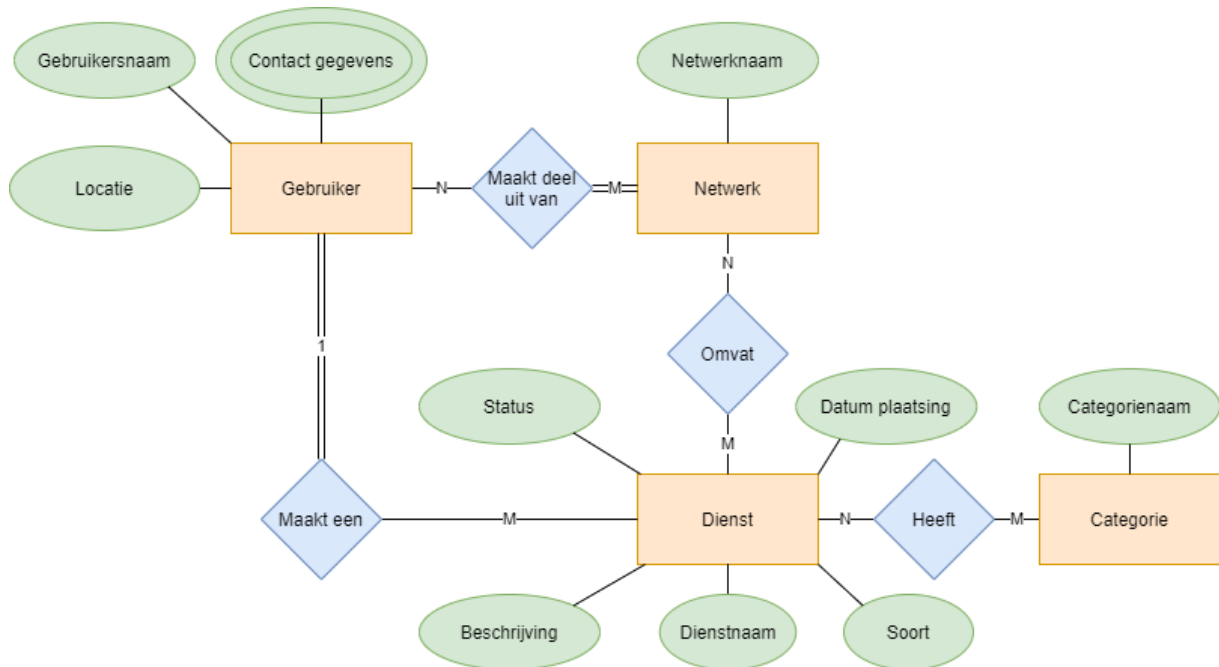 Gebruikersnaam
Contact gegevens
Netwerknaam
Locatie
Gebruiker
N
Maakt deel
uit van
M
Netwerk
N
1
Omvat
Status
Datum plaatsing
Categorienaam
M
Maakt een
M
Dienst
N
Heeft
M
Categorie
Beschrijving
Dienstnaam
Soort